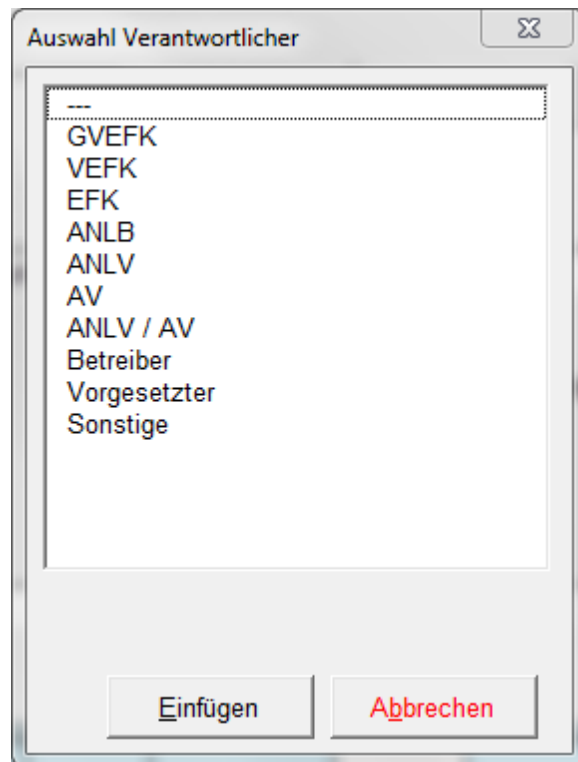 Auswahl Verantwortlicher
---
GVEFK
VEFK
EFK
ANLB
ANLV
AV
ANLV / AV
Betreiber
Vorgesetzter
Sonstige
Einfügen
Abbrechen